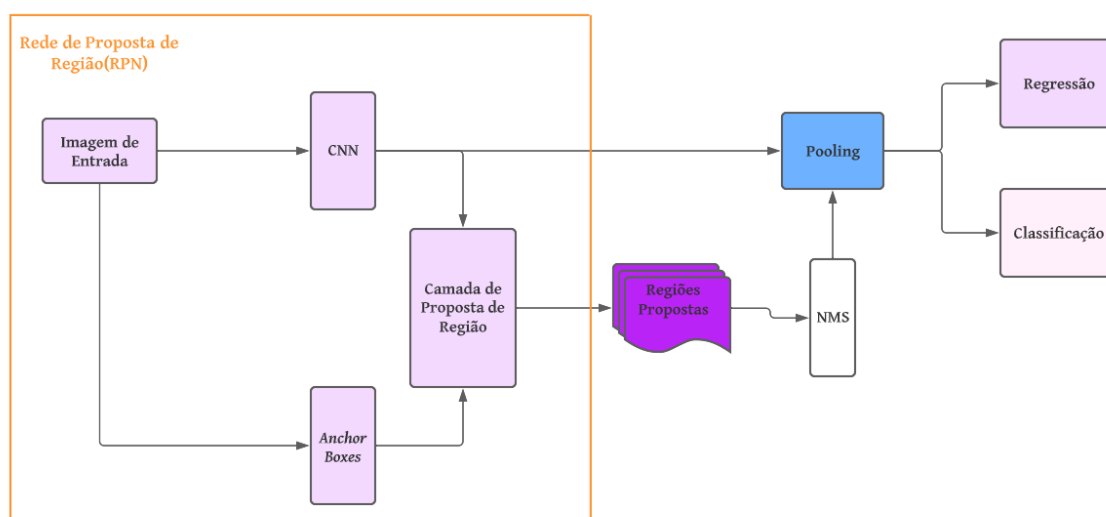 Rede de Proposta de
Região(RPN)
Imagem de
Entrada
CNN
Camada de
Proposta de
Região
Anchor
Boxes
Regiões
Propostas
NMS
Pooling
Regressão
Classificação